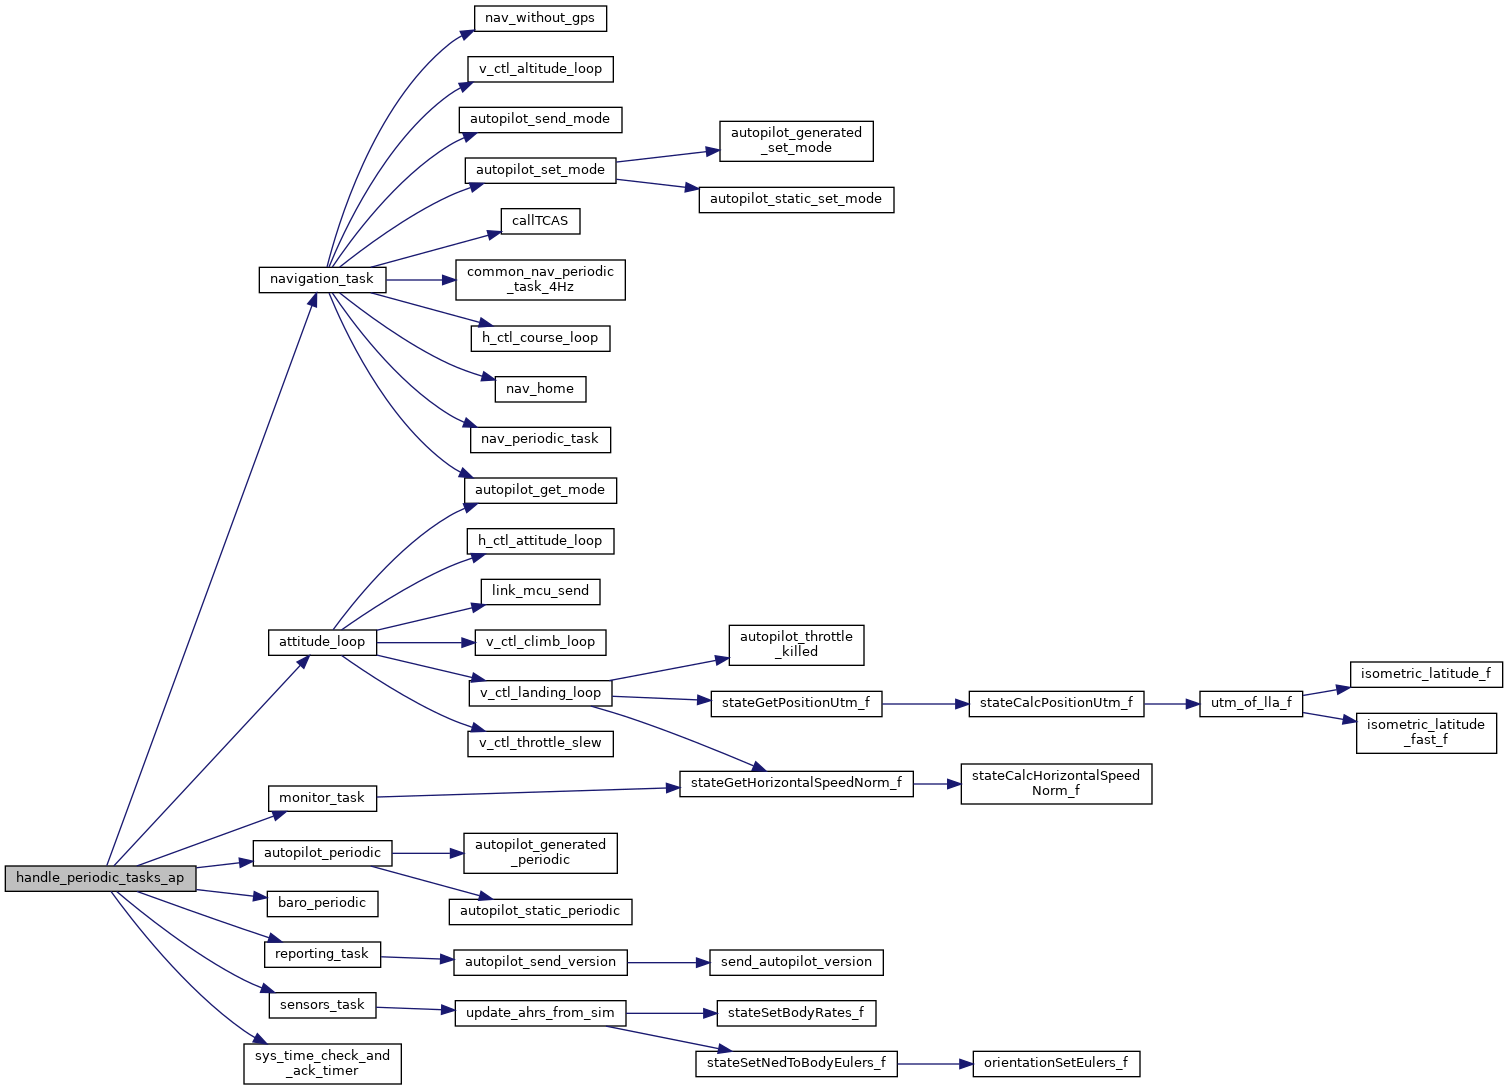 nav_without_gps
v_ctl_altitude_loop
autopilot_send_mode
autopilot_generated
_set_mode
autopilot_set_mode
autopilot_static_set_mode
callTCAS
navigation_task
common_nav_periodic
_task_4Hz
h_ctl_course_loop
nav_home
nav_periodic_task
autopilot_get_mode
h_ctl_attitude_loop
link_mcu_send
attitude_loop
v_ctl_climb_loop
autopilot_throttle
_killed
isometric_latitude_f
v_ctl_landing_loop
stateGetPositionUtm_f
stateCalcPositionUtm_f
utm_of_lla_f
isometric_latitude
_fast_f
v_ctl_throttle_slew
stateGetHorizontalSpeedNorm_f
stateCalcHorizontalSpeed
Norm_f
monitor_task
autopilot_periodic
autopilot_generated
_periodic
handle_periodic_tasks_ap
baro_periodic
autopilot_static_periodic
reporting_task
autopilot_send_version
send_autopilot_version
sensors_task
update_ahrs_from_sim
stateSetBodyRates_f
sys_time_check_and
_ack_timer
stateSetNedToBodyEulers_f
orientationSetEulers_f